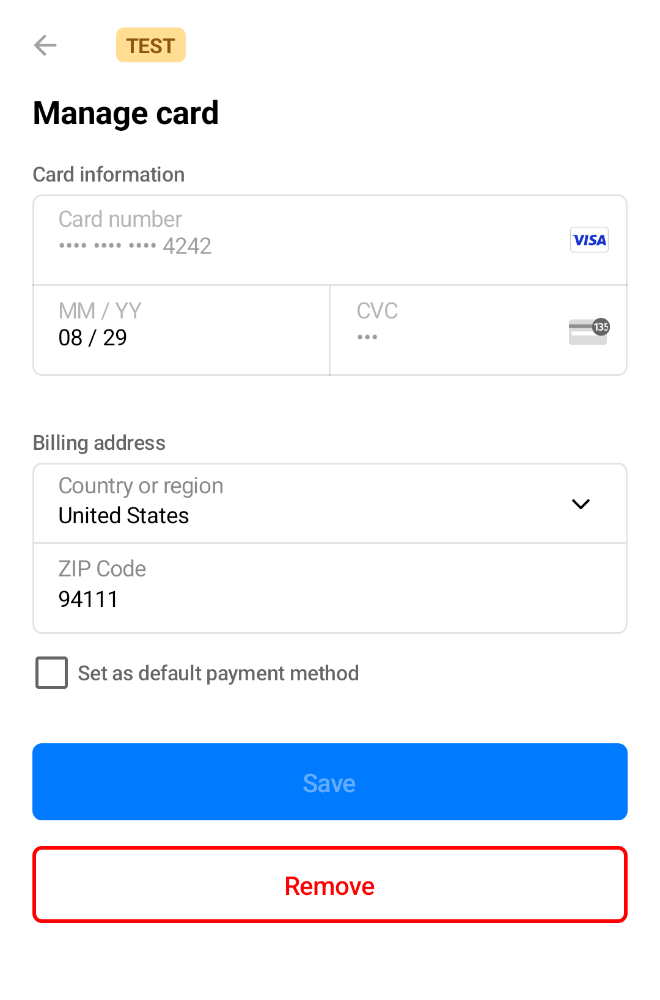 TEST
Manage card
Card information
Card number
•••• •••• •••• 4242
VISA
MM / YY
08 / 29
CVC
•••
135
Billing address
Country or region
United States
ZIP Code
94111
Set as default payment method
Save
Remove